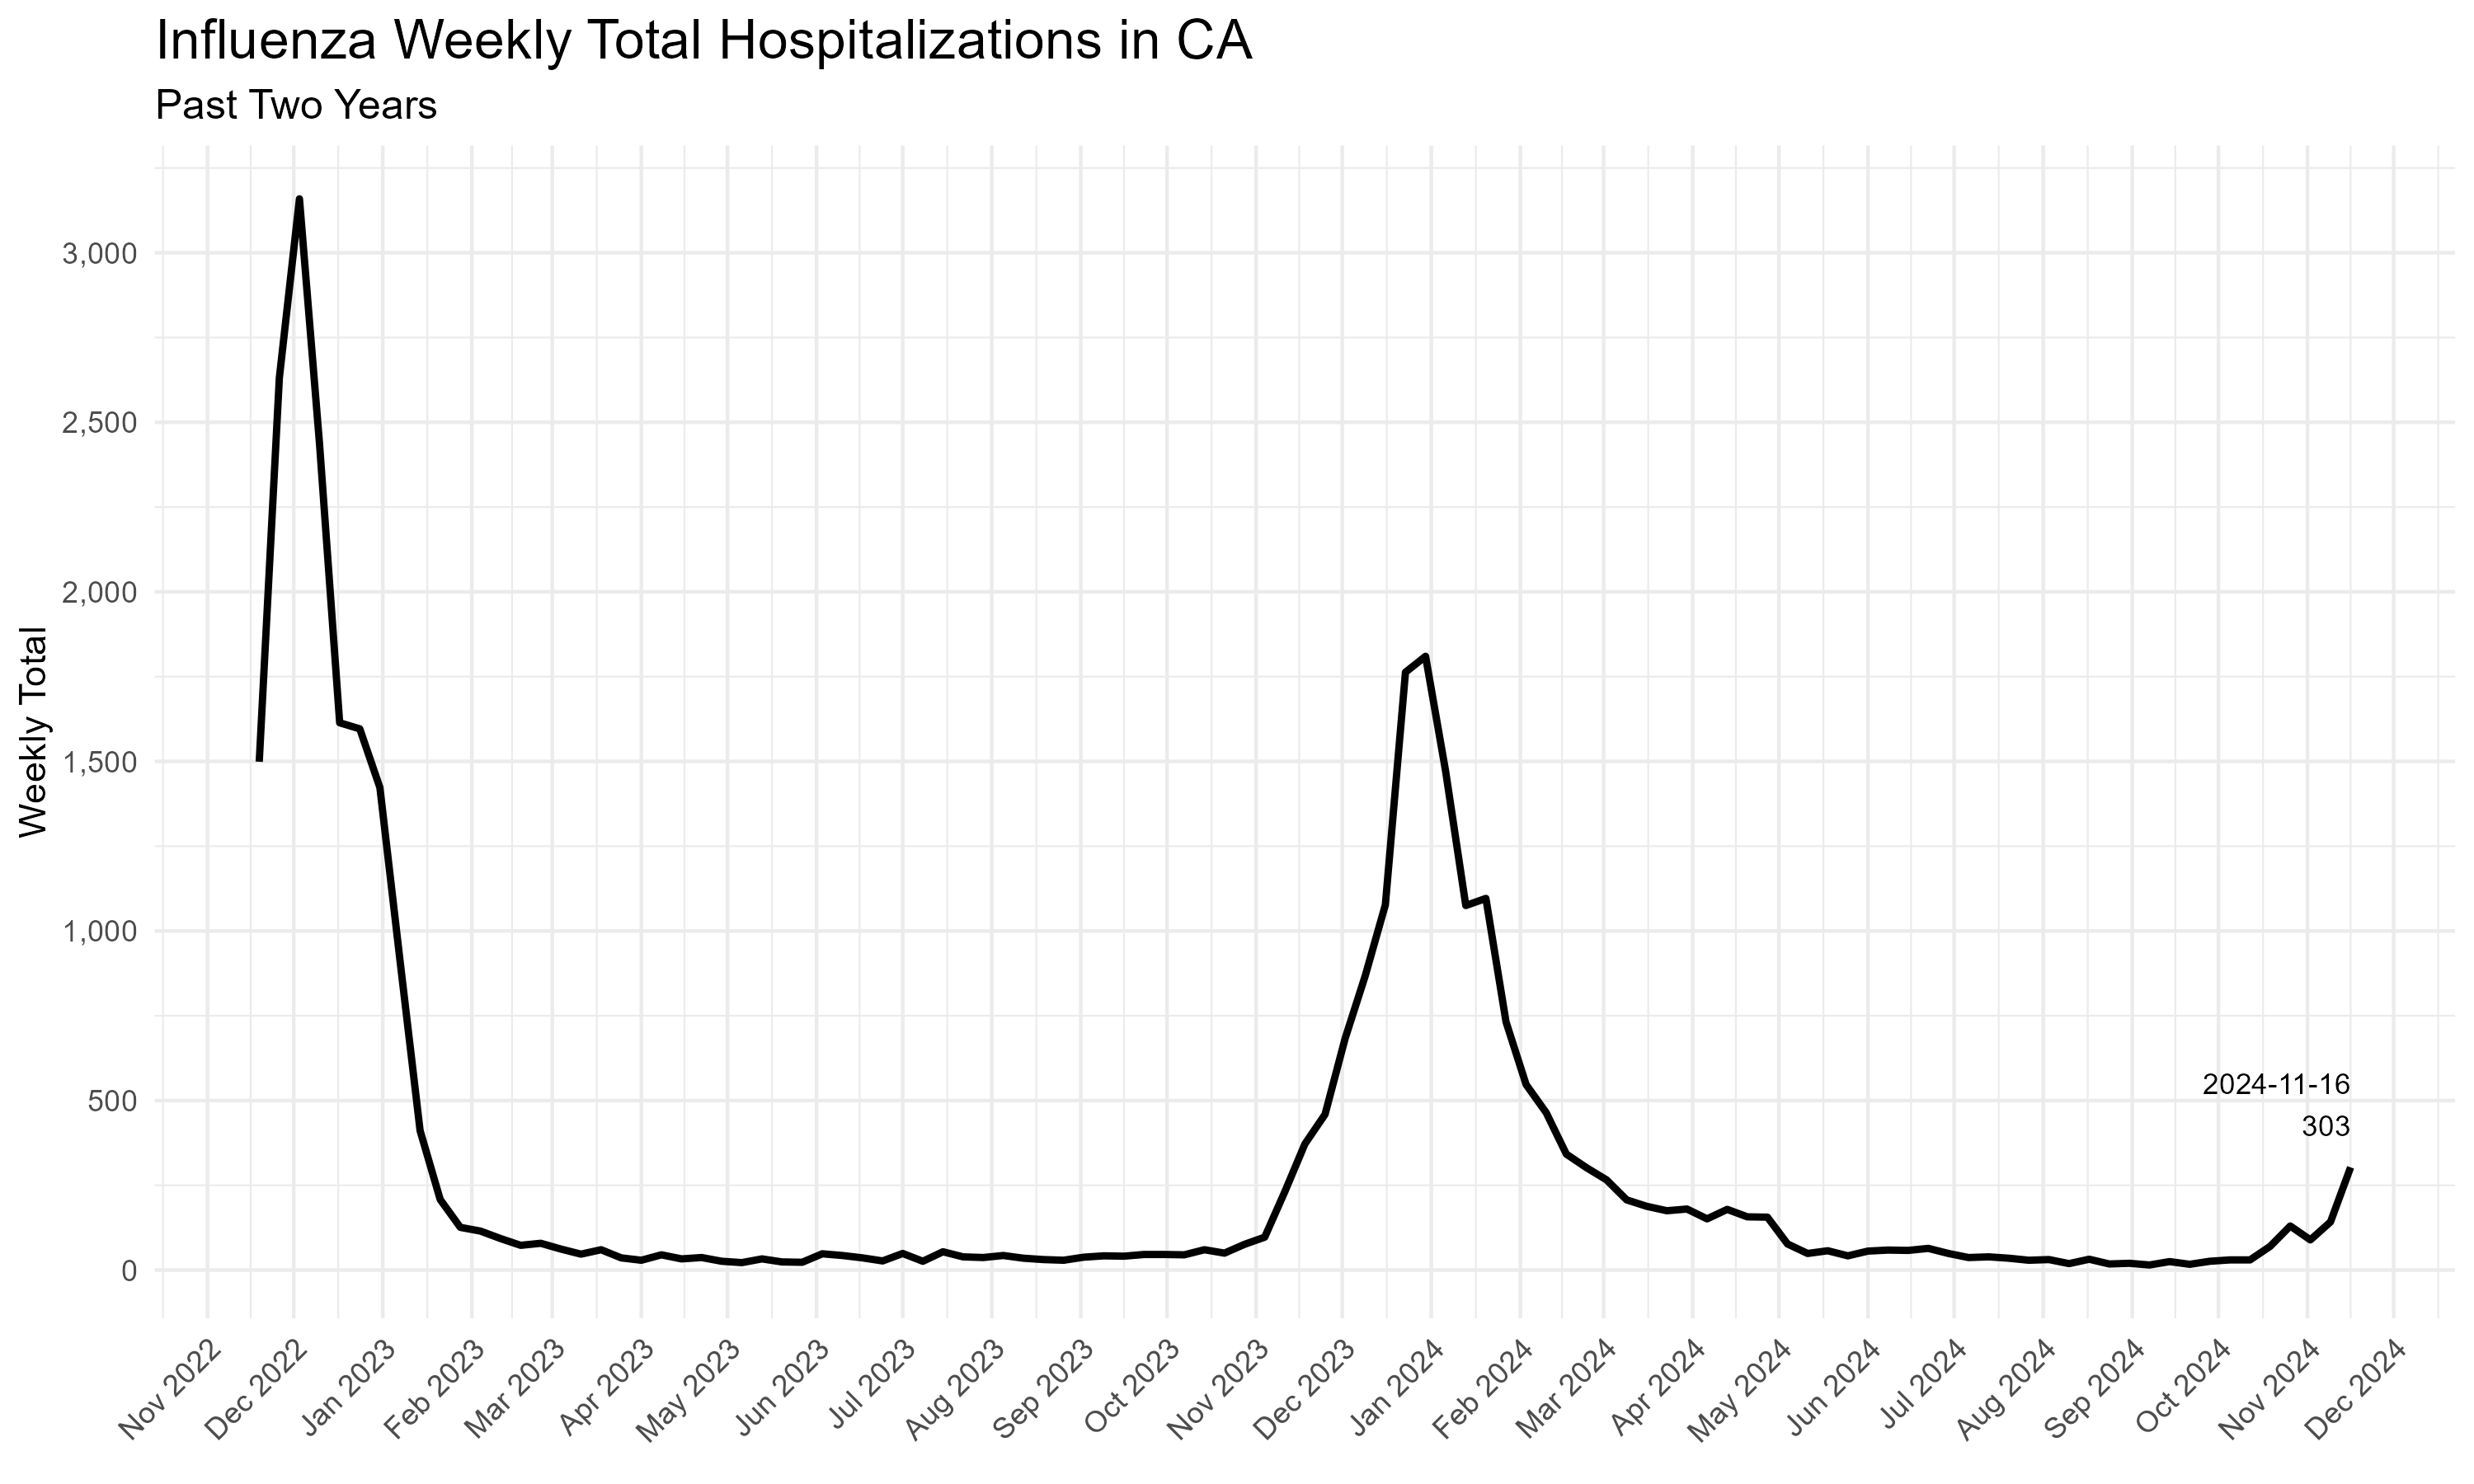 Influenza Weekly Total Hospitalizations in CA
Past Two Years
Weekly Total
3,000
2,500
2,000
1,500
1,000
500
0
2024-11-16
303
Nov 2022
Dec 2022
Jan 2023
Feb 2023
Mar 2023
Apr 2023
May 2023
Jun 2023
Jul 2023
Aug 2023
Sep 2023
Oct 2023
Nov 2023
Dec 2023
Jan 2024
Feb 2024
Mar 2024
Apr 2024
May 2024
Jun 2024
Jul 2024
Aug 2024
Sep 2024
Oct 2024
Nov 2024
Dec 2024